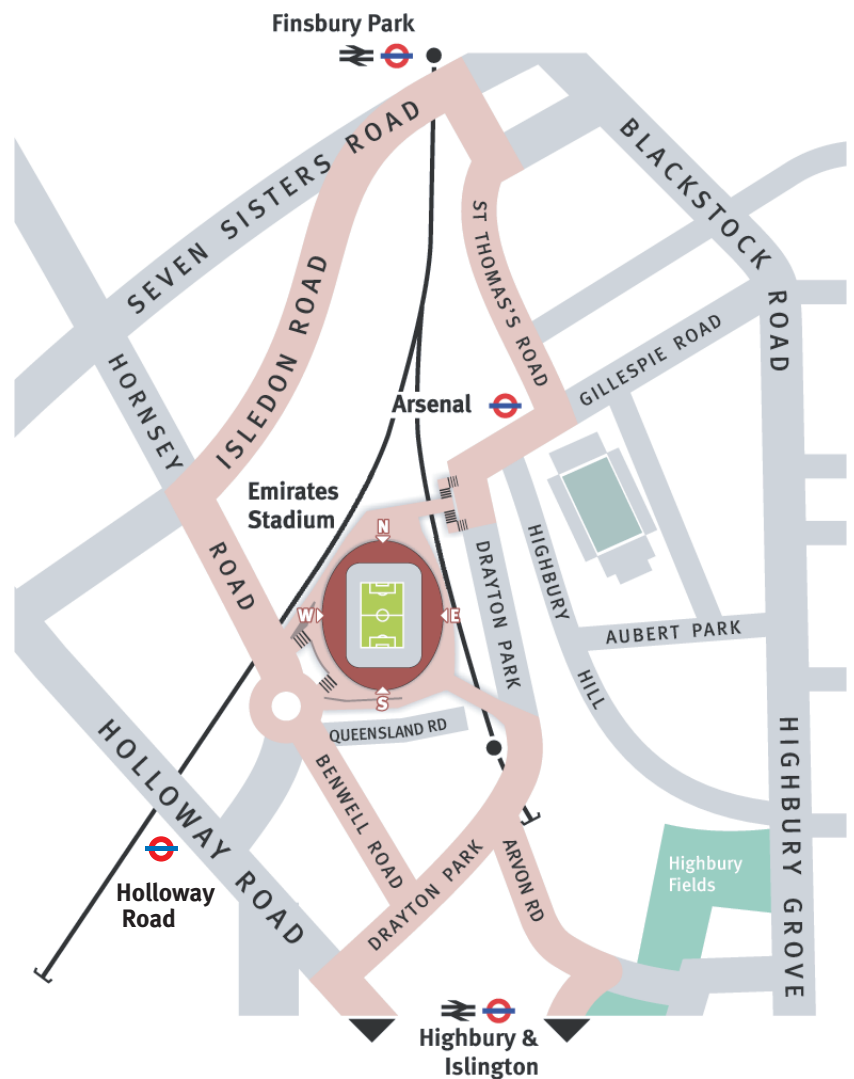 Finsbury Park
SEVEN SISTERS ROAD
BLACKSTOCK
ROAD
ST THOMAS'S ROAD
ISLEDON ROAD
GILLESPIE ROAD
HORNSEY
ROAD
Arsenal
Emirates
Stadium
N
W
E
S
HIGHBURY
HILL
DRAYTON PARK
AUBERT PARK
QUEENSLAND RD
HOLLOWAY ROAD
BENWELL ROAD
HIGHBURY GROVE
DRAYTON PARK
ARVON RD
Highbury
Fields
Holloway
Road
Highbury &
Islington